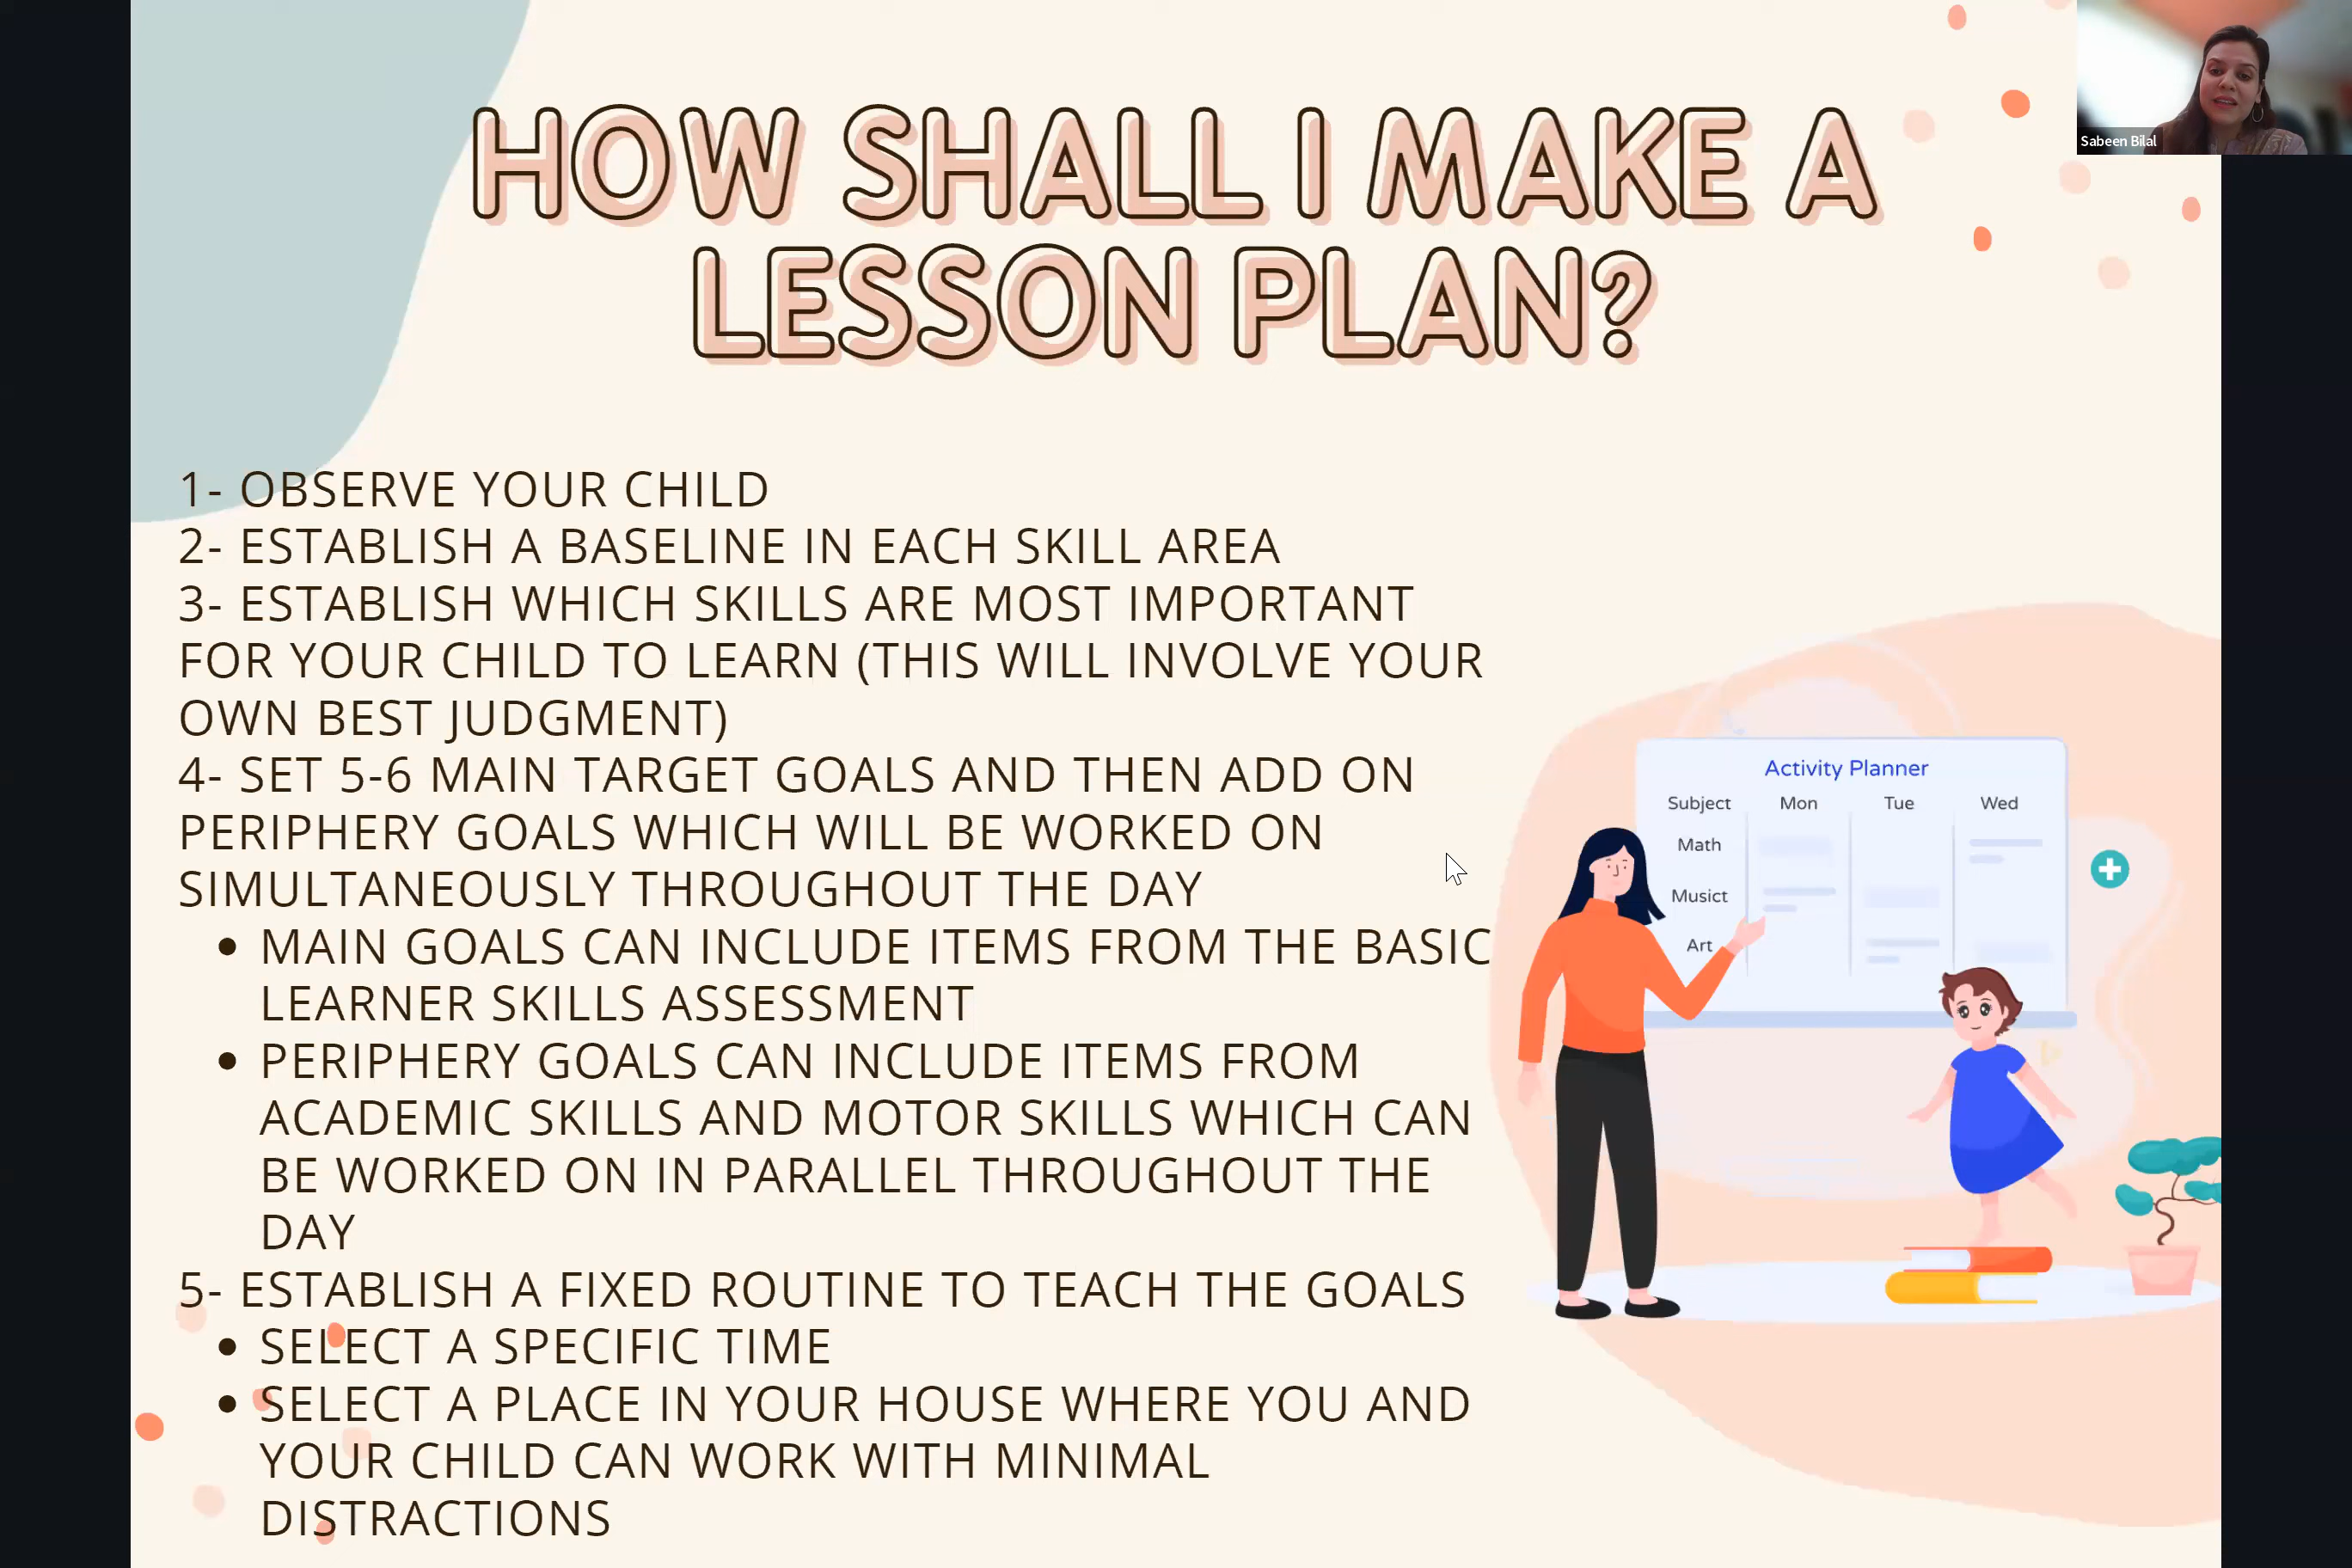 Sabeen Bilal
HOW SHALL I MAKE A
LESSON PLAN?
1- OBSERVE YOUR CHILD
2- ESTABLISH A BASELINE IN EACH SKILL AREA
3- ESTABLISH WHICH SKILLS ARE MOST IMPORTANT
FOR YOUR CHILD TO LEARN (THIS WILL INVOLVE YOUR
OWN BEST JUDGMENT)
4- SET 5-6 MAIN TARGET GOALS AND THEN ADD ON
PERIPHERY GOALS WHICH WILL BE WORKED ON
SIMULTANEOUSLY THROUGHOUT THE DAY
• MAIN GOALS CAN INCLUDE ITEMS FROM THE BASIC
LEARNER SKILLS ASSESSMENT
• PERIPHERY GOALS CAN INCLUDE ITEMS FROM
ACADEMIC SKILLS AND MOTOR SKILLS WHICH CAN
BE WORKED ON IN PARALLEL THROUGHOUT THE
DAY
5- ESTABLISH A FIXED ROUTINE TO TEACH THE GOALS
• SELECT A SPECIFIC TIME
• SELECT A PLACE IN YOUR HOUSE WHERE YOU AND
YOUR CHILD CAN WORK WITH MINIMAL
DISTRACTIONS
Activity Planner
Subject Mon Tue Wed
Math
Musict
Art